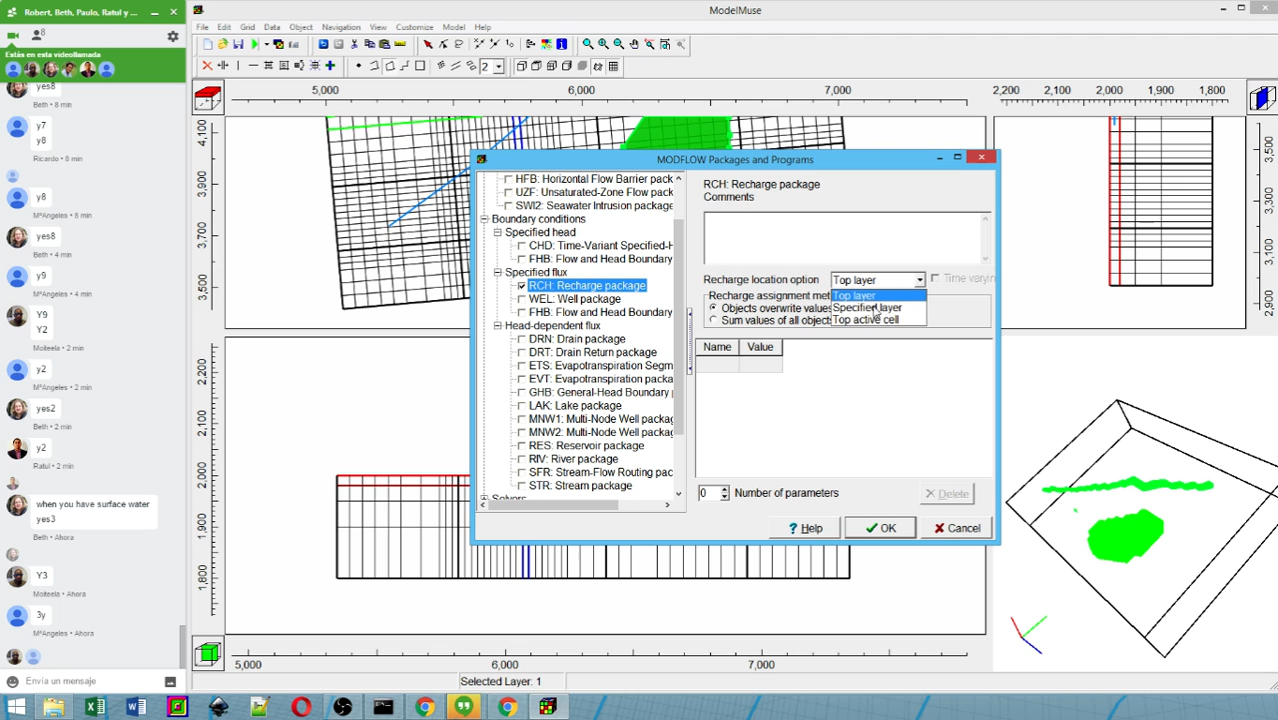 Robert, Beth, Paulo, Ratul y ...
8
Estás en esta videollamada
yes8
Beth • 8 min
y7
y8
Ricardo • 8 min
y8
MªAngeles • 8 min
yes8
Beth • 4 min
y9
MªAngeles • 4 min
Y9
Y2
Moiteela • 2 min
y2
MªAngeles • 2 min
yes2
Beth • 2 min
y2
Ratul • 2 min
when you have surface water
yes3
Beth • Ahora
Y3
Moiteela • Ahora
3y
MªAngeles • Ahora
Envía un mensaje
ModelMuse
File Edit Grid Data Object Navigation View Customize Model Help
2
5,000 6,000 7,000
2,200 2,100 2,000 1,900 1,800
4,100
3,900
3,700
3,500
3,500
2,200
2,100
2,000
1,900
1,800
5,000 6,000 7,000
Selected Layer: 1
MODFLOW Packages and Programs
HFB: Horizontal Flow Barrier pack
UZF: Unsaturated-Zone Flow pack
SWI2: Seawater Intrusion package
Boundary conditions
Specified head
CHD: Time-Variant Specified-H
FHB: Flow and Head Boundary
Specified flux
RCH: Recharge package
WEL: Well package
FHB: Flow and Head Boundary
Head-dependent flux
DRN: Drain package
DRT: Drain Return package
ETS: Evapotranspiration Segm
EVT: Evapotranspiration packa
GHB: General-Head Boundary p
LAK: Lake package
MNW1: Multi-Node Well packag
MNW2: Multi-Node Well packag
RES: Reservoir package
RIV: River package
SFR: Stream-Flow Routing pac
STR: Stream package
Solvers
RCH: Recharge package
Comments
Recharge location option Top layer Time varyin
Top layer
Specified layer
Top active cell
Recharge assignment met
Objects overwrite values
Sum values of all objects
Name Value
0 Number of parameters Delete
Help OK Cancel